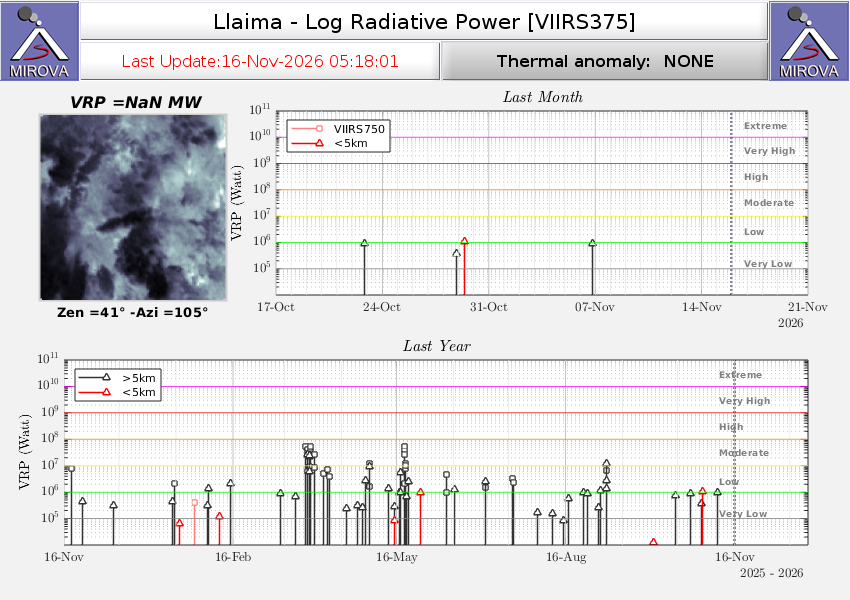 Llaima - Log Radiative Power [VIIRS375]
MIROVA
Last Update:16-Nov-2026 05:18:01
Thermal anomaly: NONE
MIROVA
VRP =NaN MW
Zen =41° -Azi =105°
Last Month
VRP (Watt)
10^11
10^10
10^9
10^8
10^7
10^6
10^5
VIIRS750
<5km
Extreme
Very High
High
Moderate
Low
Very Low
17-Oct
24-Oct
31-Oct
07-Nov
14-Nov
21-Nov
2026
Last Year
VRP (Watt)
10^11
10^10
10^9
10^8
10^7
10^6
10^5
>5km
<5km
Extreme
Very High
High
Moderate
Low
Very Low
16-Nov
16-Feb
16-May
16-Aug
16-Nov
2025 - 2026